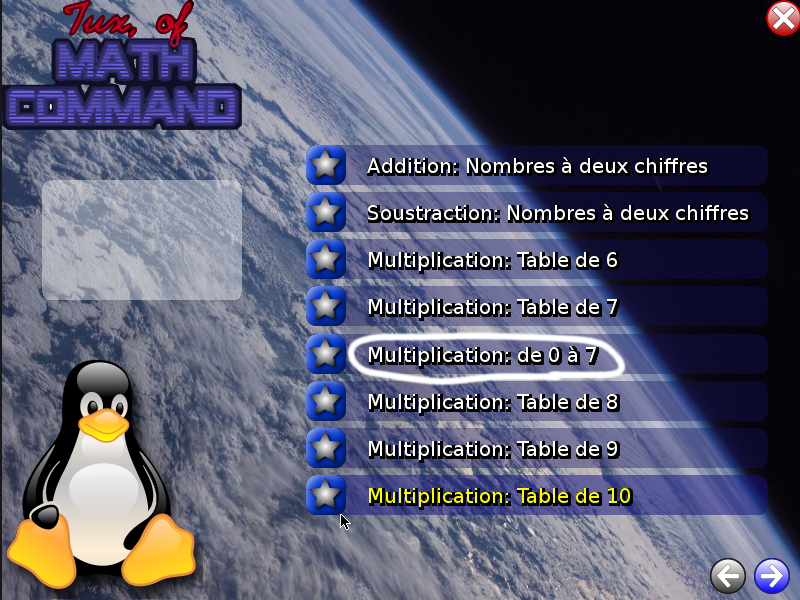 Tux, of
MATH
COMMAND
Addition: Nombres à deux chiffres
Soustraction: Nombres à deux chiffres
Multiplication: Table de 6
Multiplication: Table de 7
Multiplication: de 0 à 7
Multiplication: Table de 8
Multiplication: Table de 9
Multiplication: Table de 10